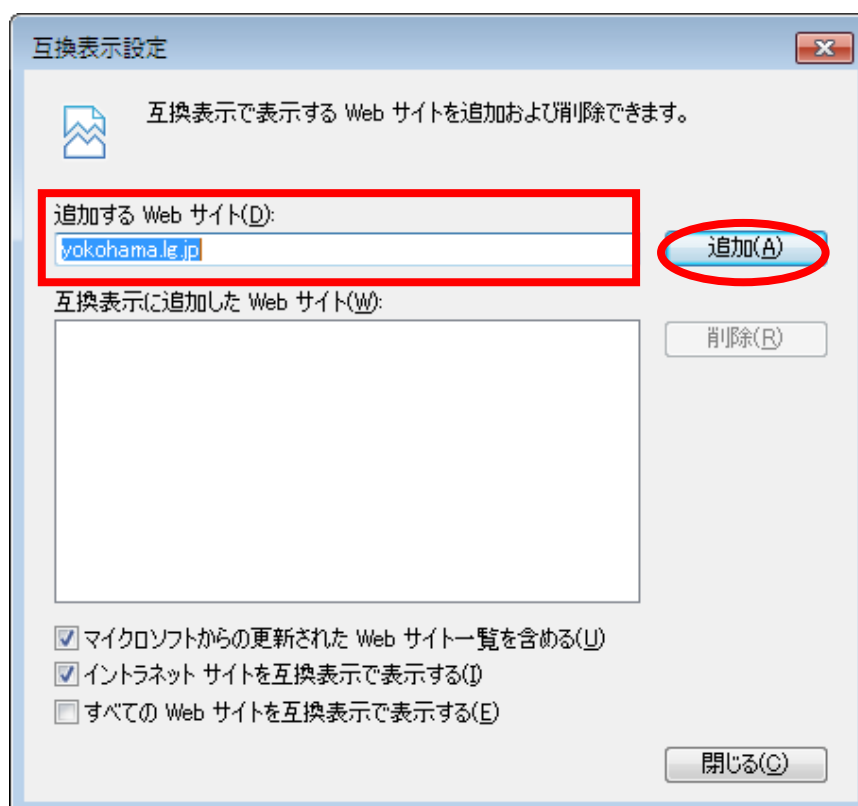 互換表示設定
互換表示で表示する Web サイトを追加および削除できます。
追加する Web サイト(D):
yokohama.lg.jp
追加(A)
互換表示に追加した Web サイト(W):
削除(R)
マイクロソフトからの更新された Web サイト一覧を含める(U)
イントラネット サイトを互換表示で表示する(I)
すべての Web サイトを互換表示で表示する(E)
閉じる(C)